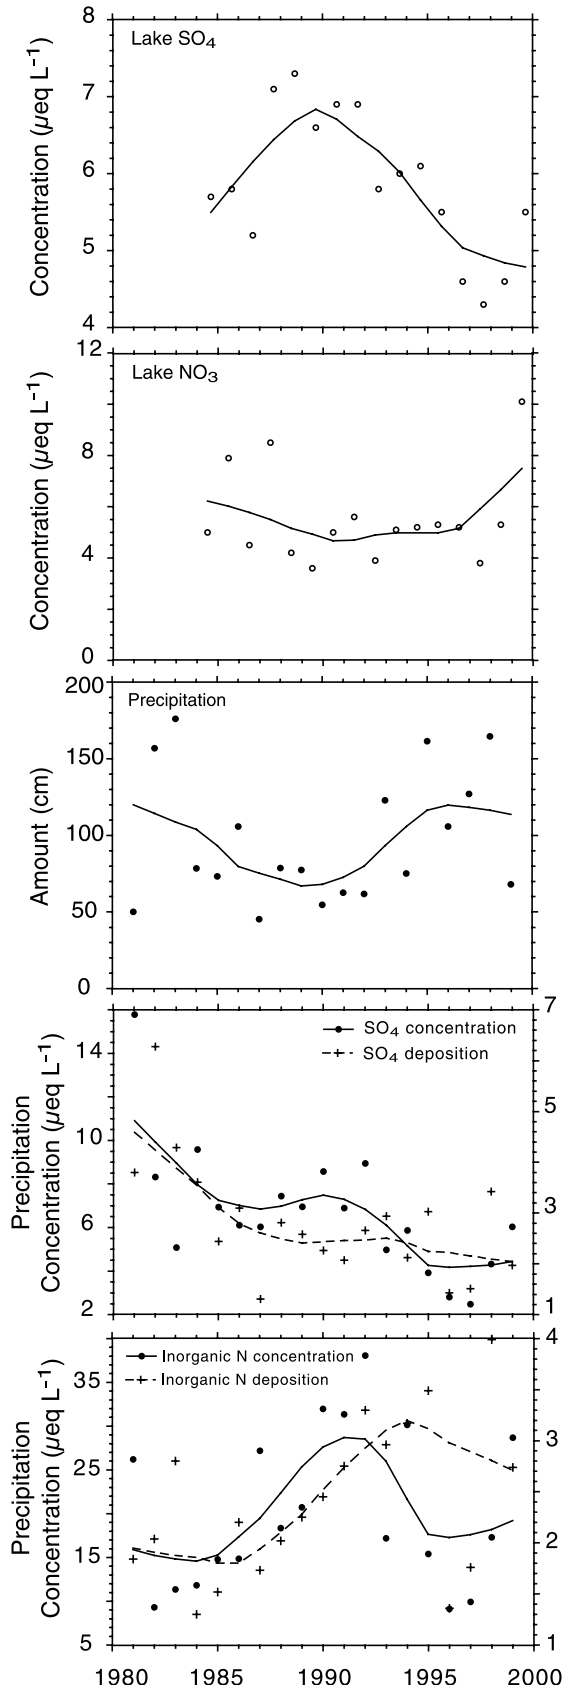 Lake SO4
Concentration (µeq L−1)
8
7
6
5
4
Lake NO3
Concentration (µeq L−1)
12
8
4
0
Precipitation
Amount (cm)
200
150
100
50
0
SO4 concentration
SO4 deposition
Precipitation
Concentration (µeq L−1)
14
10
6
2
7
5
3
1
Inorganic N concentration
Inorganic N deposition
Precipitation
Concentration (µeq L−1)
35
25
15
5
4
3
2
1
1980 1985 1990 1995 2000